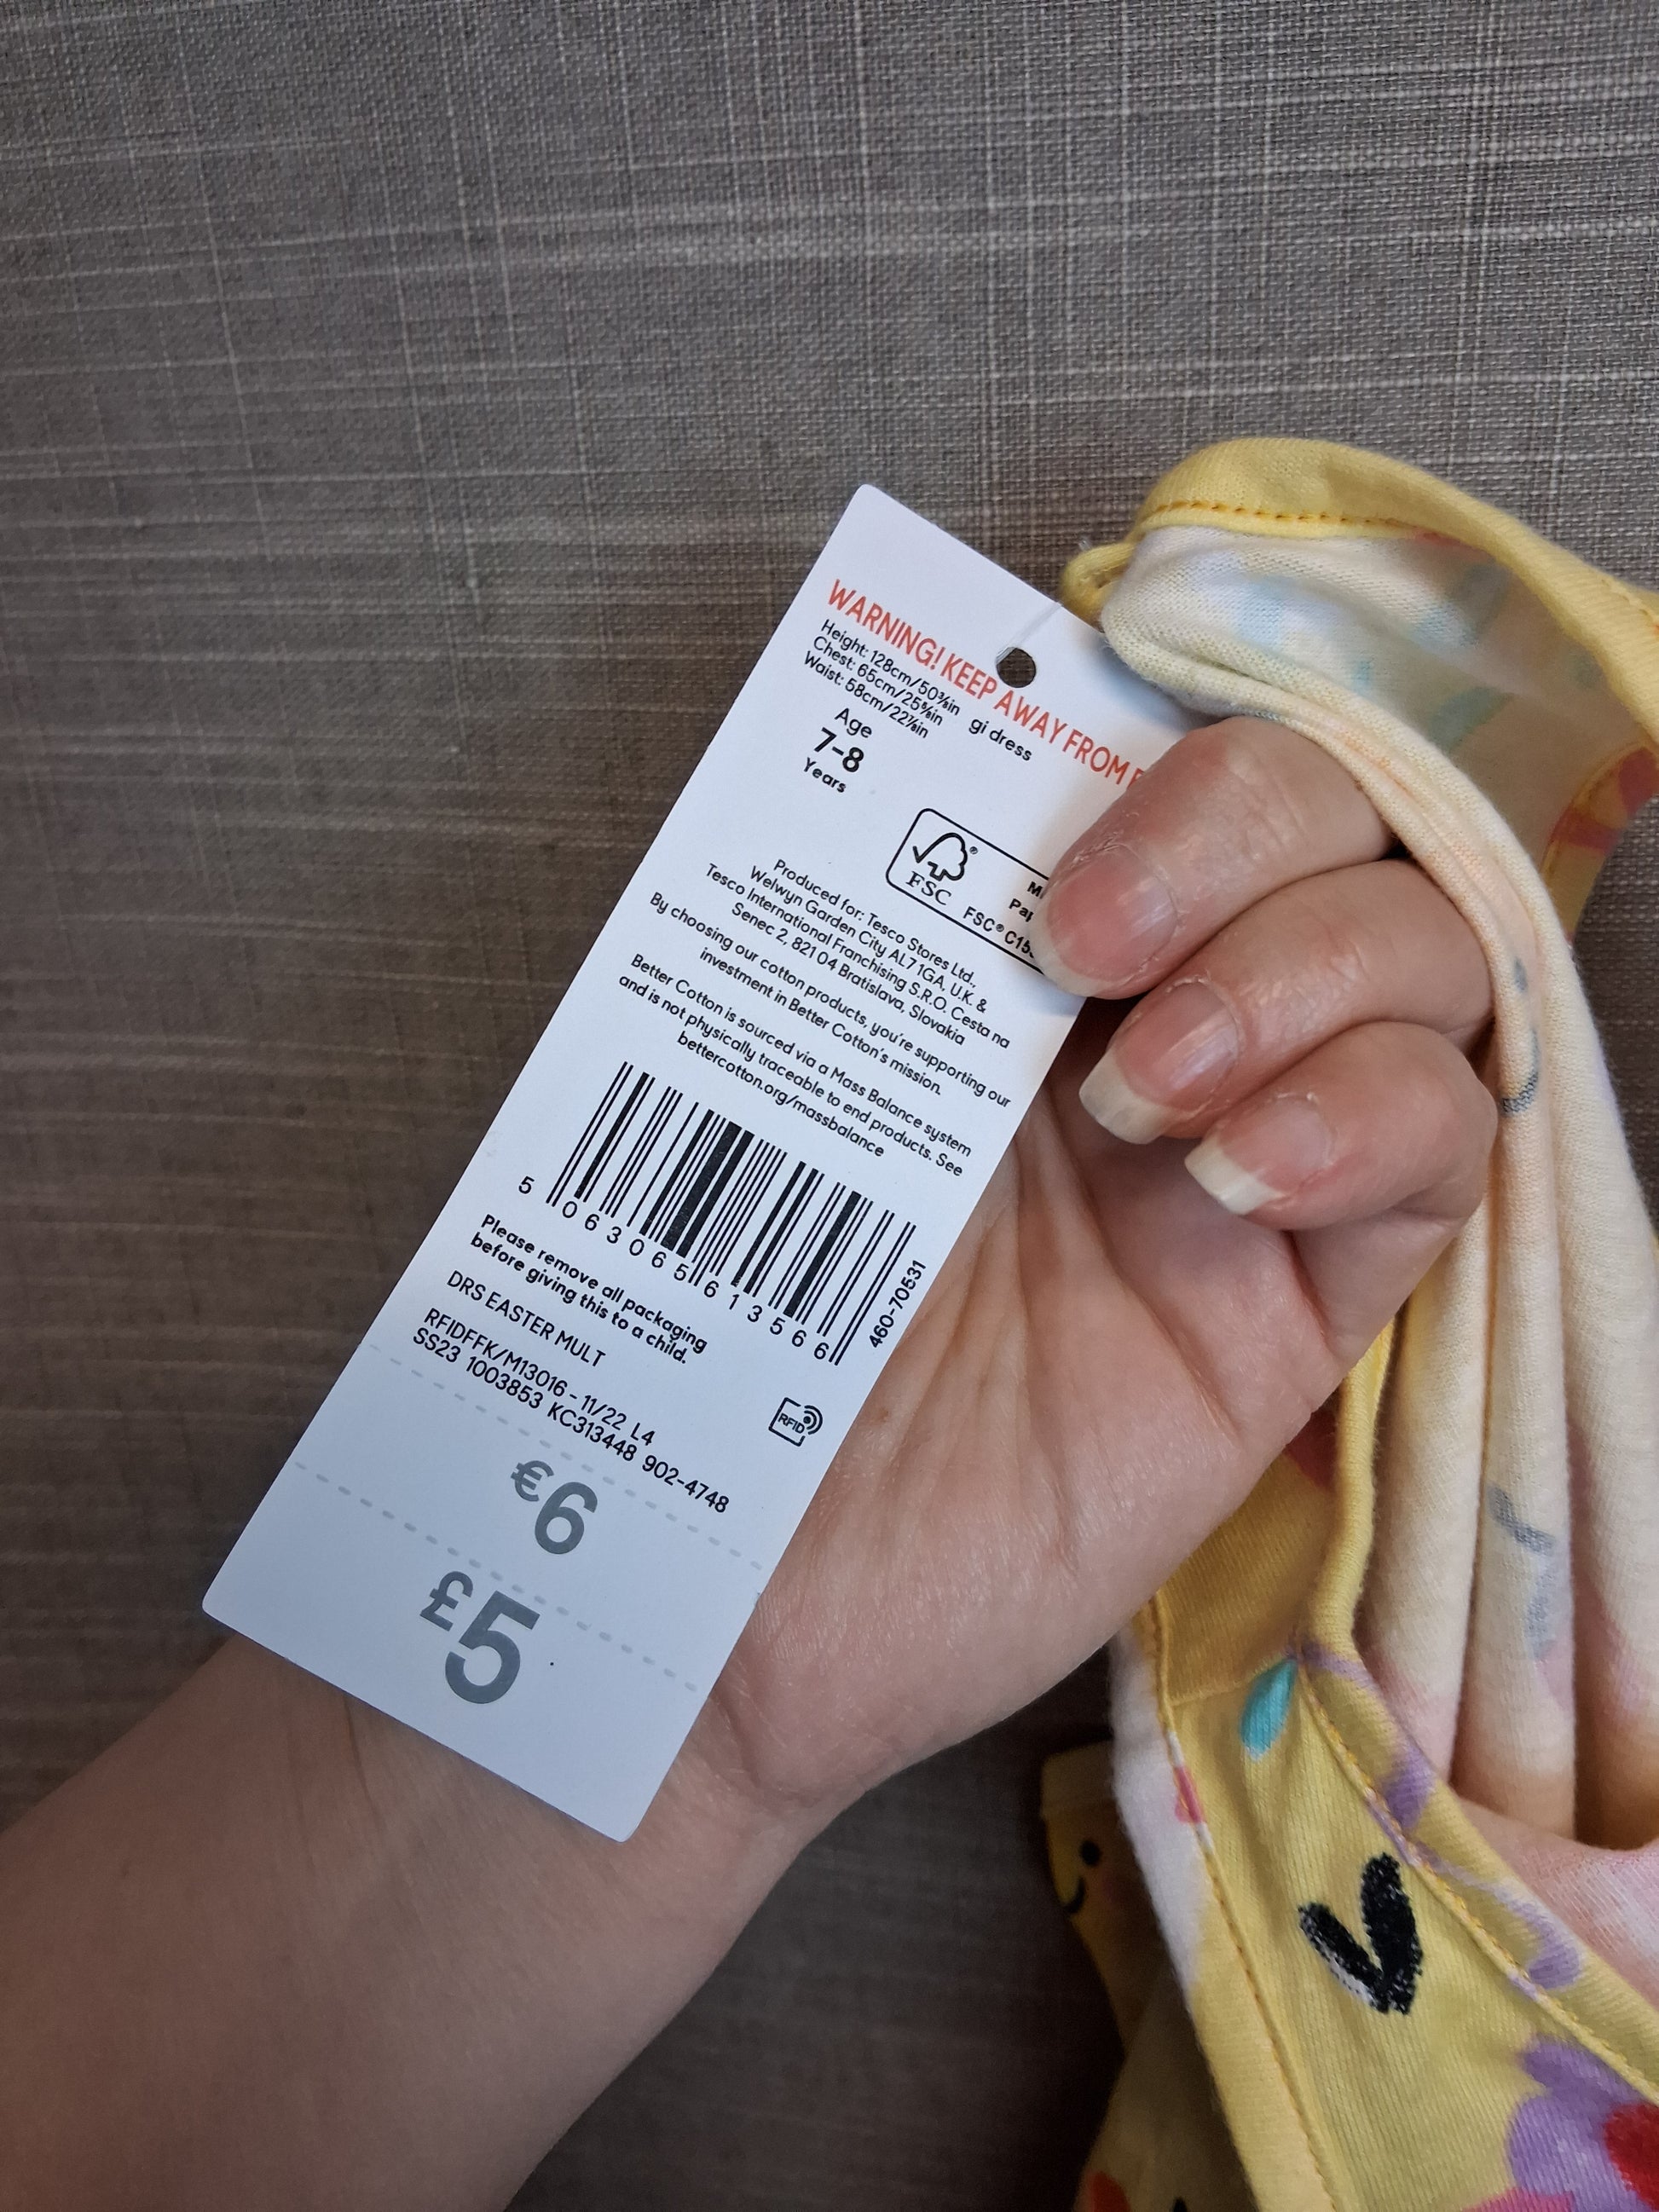 WARNING! KEEP AWAY FROM
Height: 128cm/50⅜in
Chest: 65cm/25⅝in
Waist: 58cm/22⅞in
gi dress
Age
7-8
Years
FSC®
FSC® C15
Produced for: Tesco Stores Ltd.,
Welwyn Garden City AL7 1GA, U.K. &
Tesco International Franchising S.R.O. Cesta na
Senec 2, 821 04 Bratislava, Slovakia
By choosing our cotton products, you're supporting our
investment in Better Cotton's mission.
Better Cotton is sourced via a Mass Balance system
and is not physically traceable to end products. See
bettercotton.org/massbalance
5 063065 613566
460-70531
Please remove all packaging
before giving this to a child.
DRS EASTER MULT
RFIDFFK/M13016 - 11/22 L4
SS23 1003853 KC313448 902-4748
RFID
€6
£5